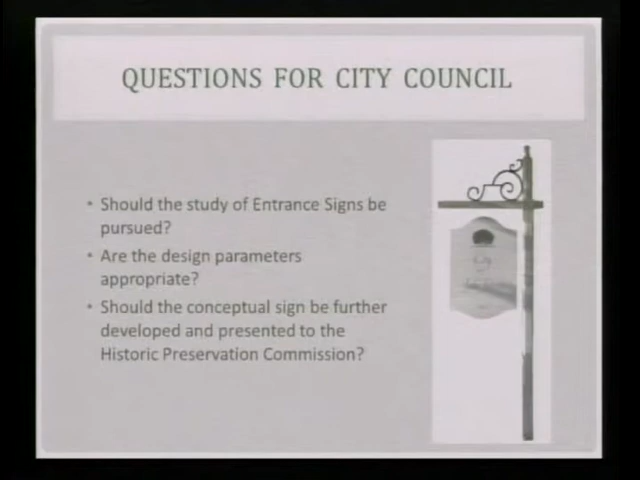 QUESTIONS FOR CITY COUNCIL
• Should the study of Entrance Signs be
pursued?
• Are the design parameters
appropriate?
• Should the conceptual sign be further
developed and presented to the
Historic Preservation Commission?